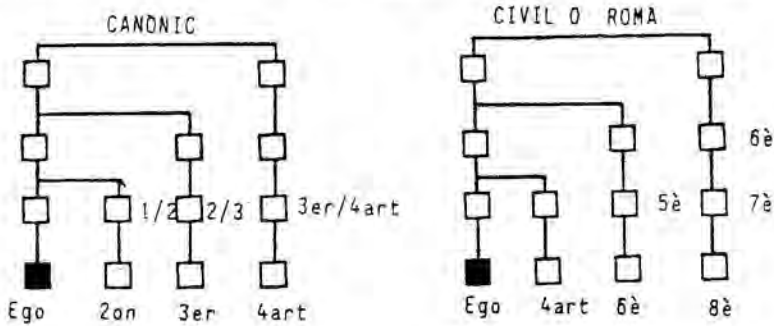 CANONIC
1/2 2/3 3er/4art
Ego 2on 3er 4art
CIVIL O ROMA
6è
5è 7è
Ego 4art 6è 8è